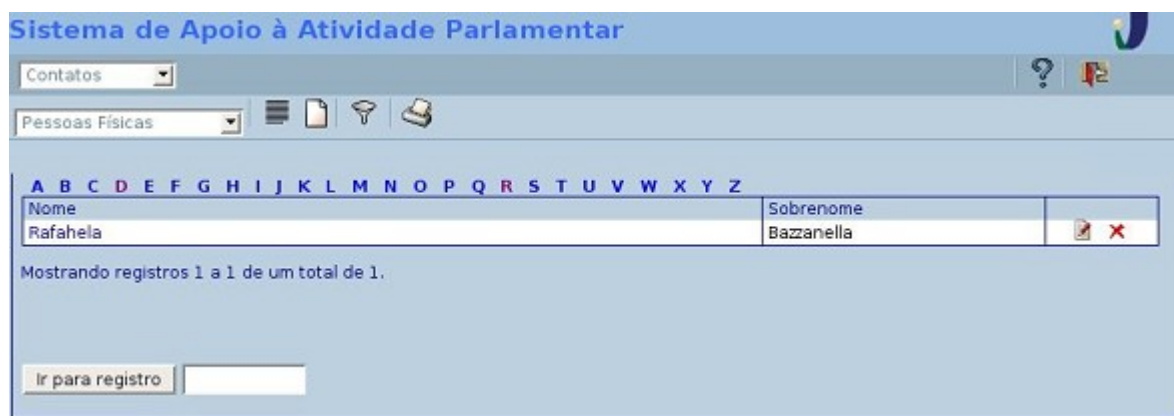 Sistema de Apoio à Atividade Parlamentar
Contatos
Pessoas Físicas
A B C D E F G H I J K L M N O P Q R S T U V W X Y Z
Nome Sobrenome
Rafahela Bazzanella
Mostrando registros 1 a 1 de um total de 1.
Ir para registro